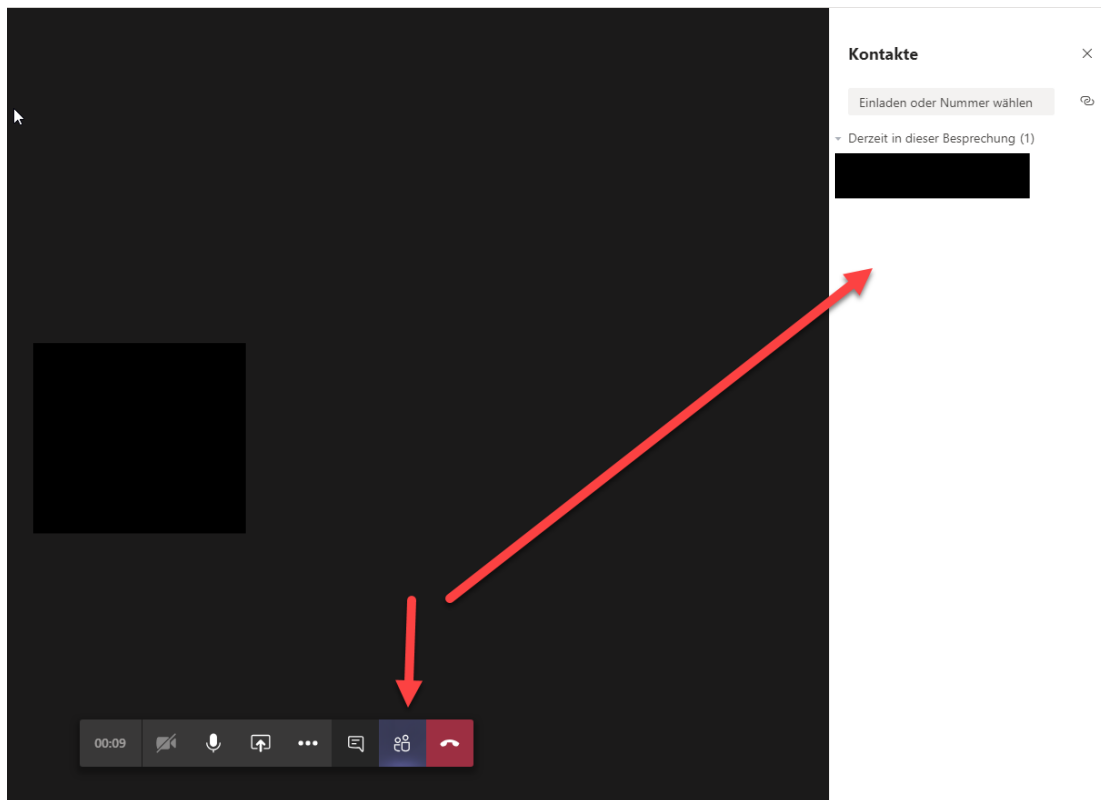 Kontakte
Einladen oder Nummer wählen
Derzeit in dieser Besprechung (1)
00:09